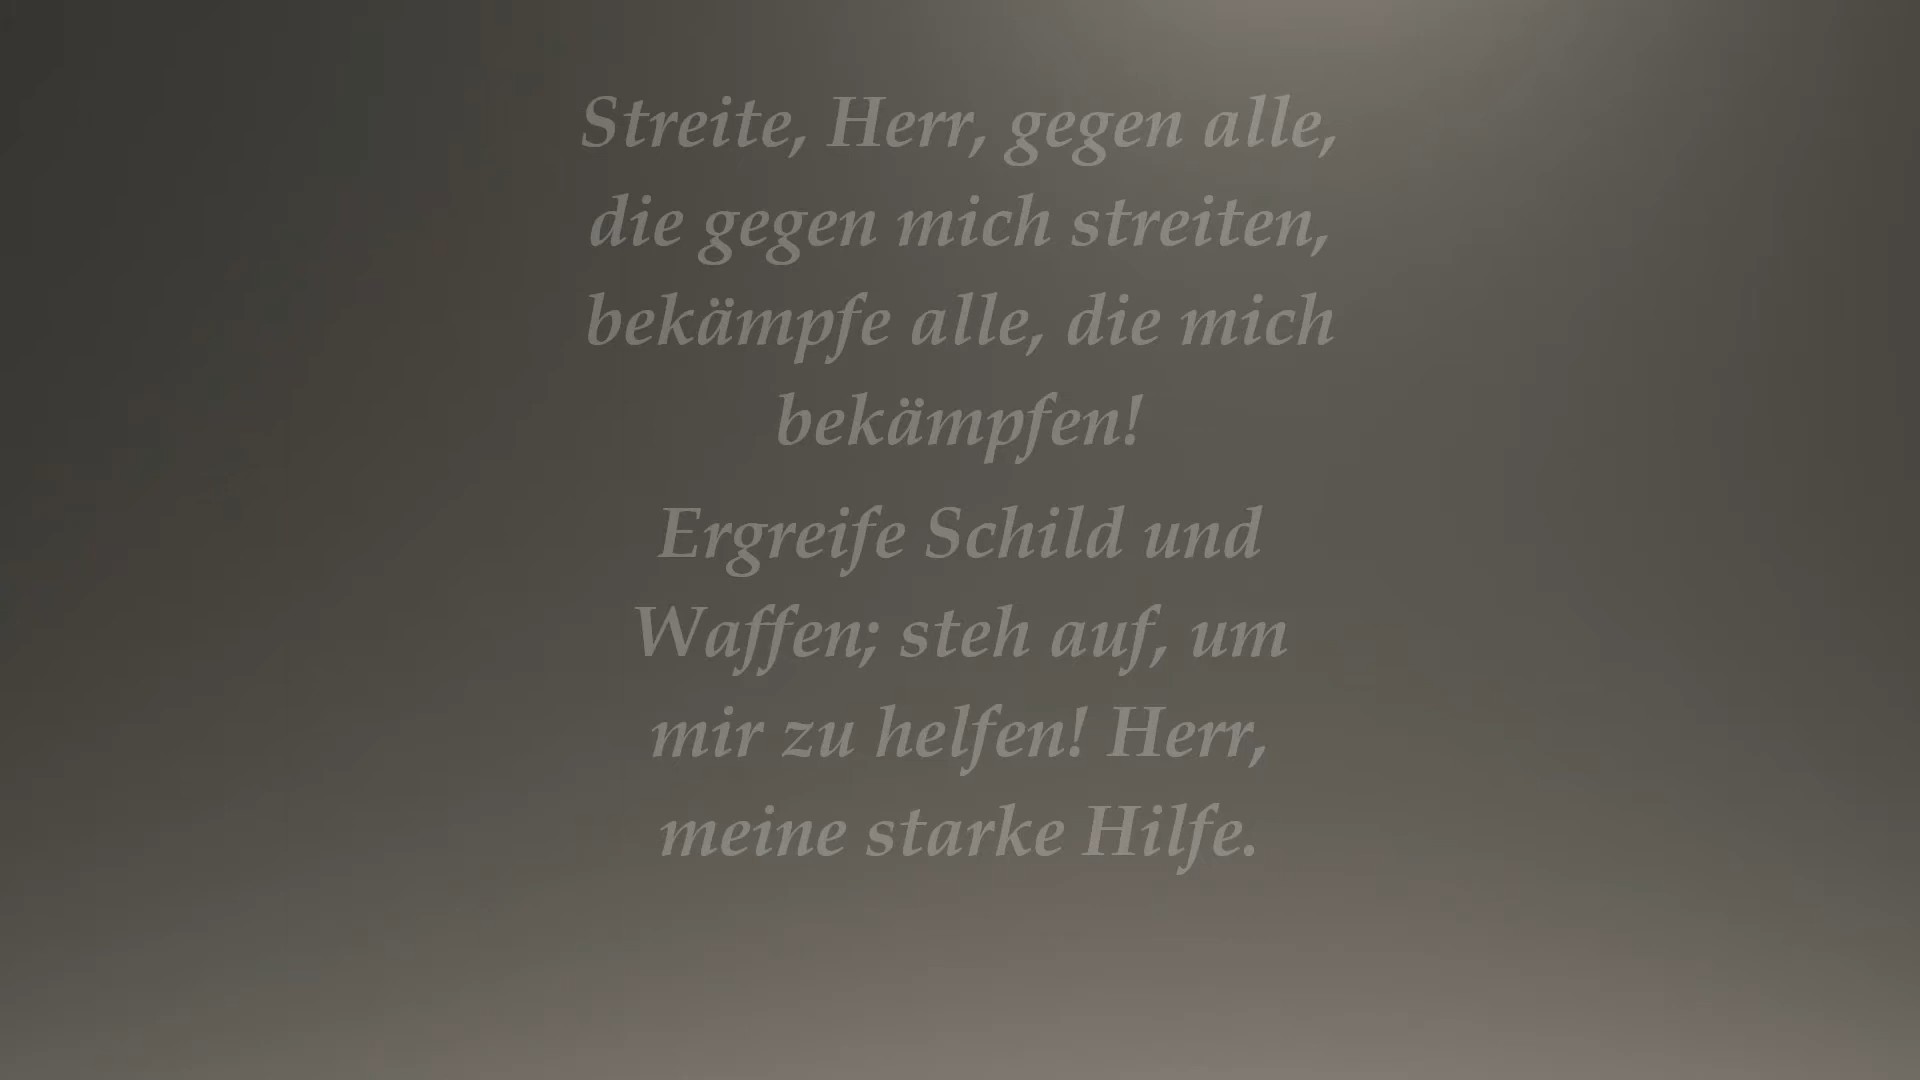 Streite, Herr, gegen alle,
die gegen mich streiten,
bekämpfe alle, die mich
bekämpfen!
Ergreife Schild und
Waffen; steh auf, um
mir zu helfen! Herr,
meine starke Hilfe.